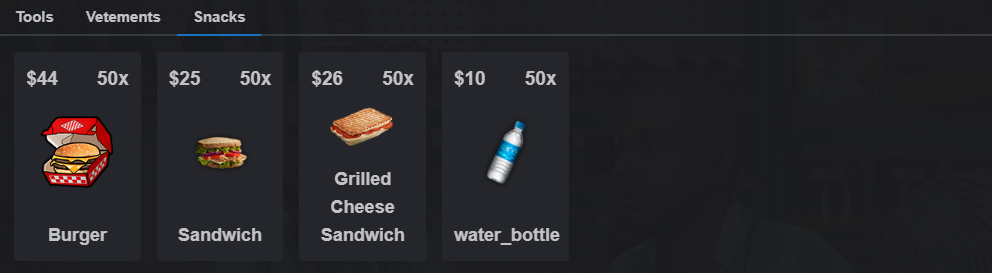 Tools Vetements Snacks
$44 50x $25 50x $26 50x $10 50x
Grilled
Cheese
Burger Sandwich Sandwich water_bottle